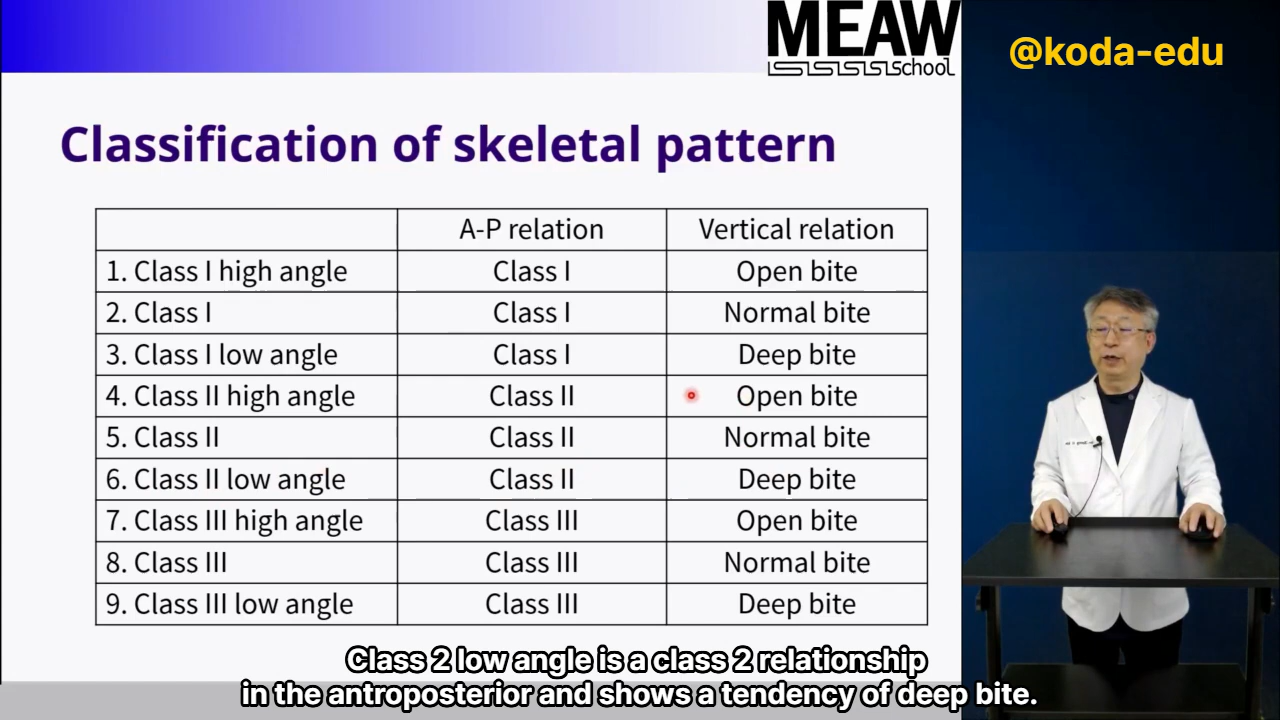 MEAW
school
@koda-edu
Classification of skeletal pattern
A-P relation Vertical relation
1. Class I high angle Class I Open bite
2. Class I Class I Normal bite
3. Class I low angle Class I Deep bite
4. Class II high angle Class II Open bite
5. Class II Class II Normal bite
6. Class II low angle Class II Deep bite
7. Class III high angle Class III Open bite
8. Class III Class III Normal bite
9. Class III low angle Class III Deep bite
Class 2 low angle is a class 2 relationship
in the antroposterior and shows a tendency of deep bite.